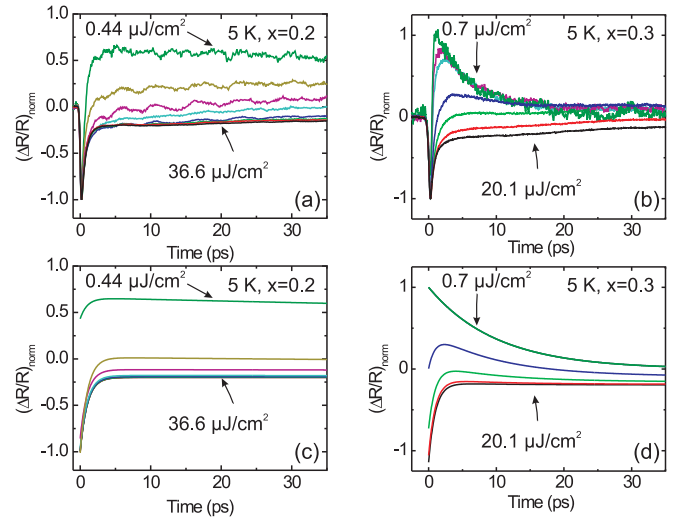 0.44 µJ/cm² 5 K, x=0.2
1.0
0.5
0.0
-0.5
-1.0
(ΔR/R)norm
36.6 µJ/cm²
(a)
0 10 20 30
Time (ps)
0.7 µJ/cm² 5 K, x=0.3
1
0
-1
(ΔR/R)norm
20.1 µJ/cm²
(b)
0 10 20 30
Time (ps)
0.44 µJ/cm² 5 K, x=0.2
1.0
0.5
0.0
-0.5
-1.0
(ΔR/R)norm
36.6 µJ/cm²
(c)
0 10 20 30
Time (ps)
0.7 µJ/cm² 5 K, x=0.3
1
0
-1
(ΔR/R)norm
20.1 µJ/cm²
(d)
0 10 20 30
Time (ps)